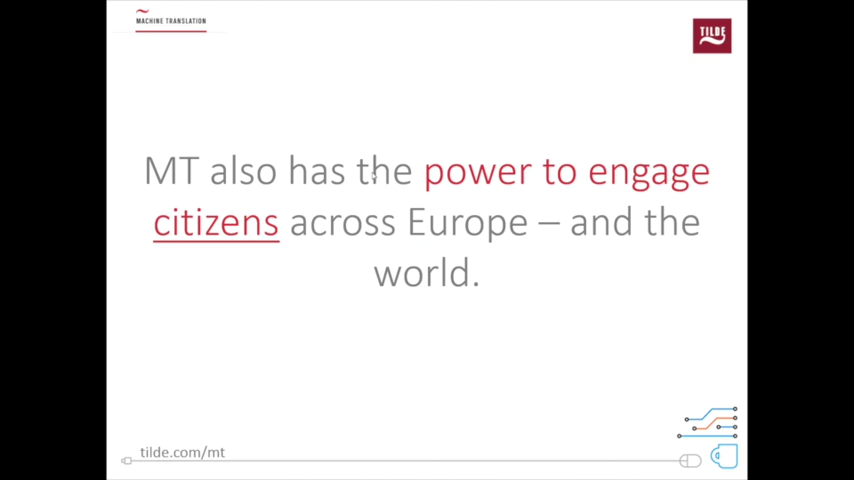 MACHINE TRANSLATION
TILDE
MT also has the power to engage
citizens across Europe – and the
world.
tilde.com/mt